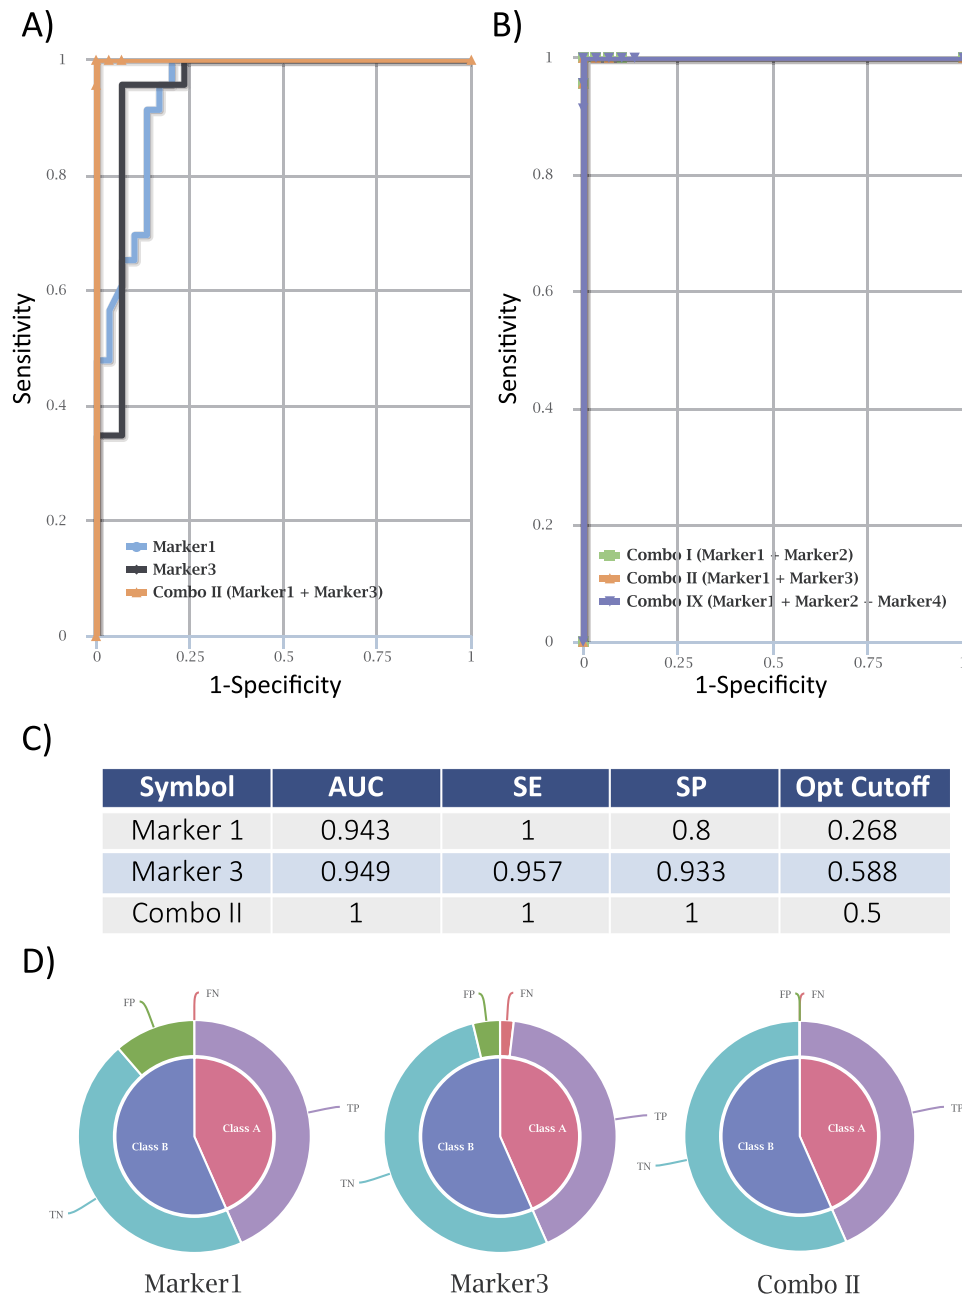 A)
1
0.8
0.6
0.4
0.2
0
Sensitivity
Marker1
Marker3
Combo II (Marker1 + Marker3)
0 0.25 0.5 0.75 1
1-Specificity
B)
1
0.8
0.6
0.4
0.2
0
Sensitivity
Combo I (Marker1 + Marker2)
Combo II (Marker1 + Marker3)
Combo IX (Marker1 + Marker2 + Marker4)
0 0.25 0.5 0.75 1
1-Specificity
C)
Symbol AUC SE SP Opt Cutoff
Marker 1 0.943 1 0.8 0.268
Marker 3 0.949 0.957 0.933 0.588
Combo II 1 1 1 0.5
D)
FP FN
TP
TN
Class B Class A
Marker1
FP FN
TP
TN
Class B Class A
Marker3
FP FN
TP
TN
Class B Class A
Combo II